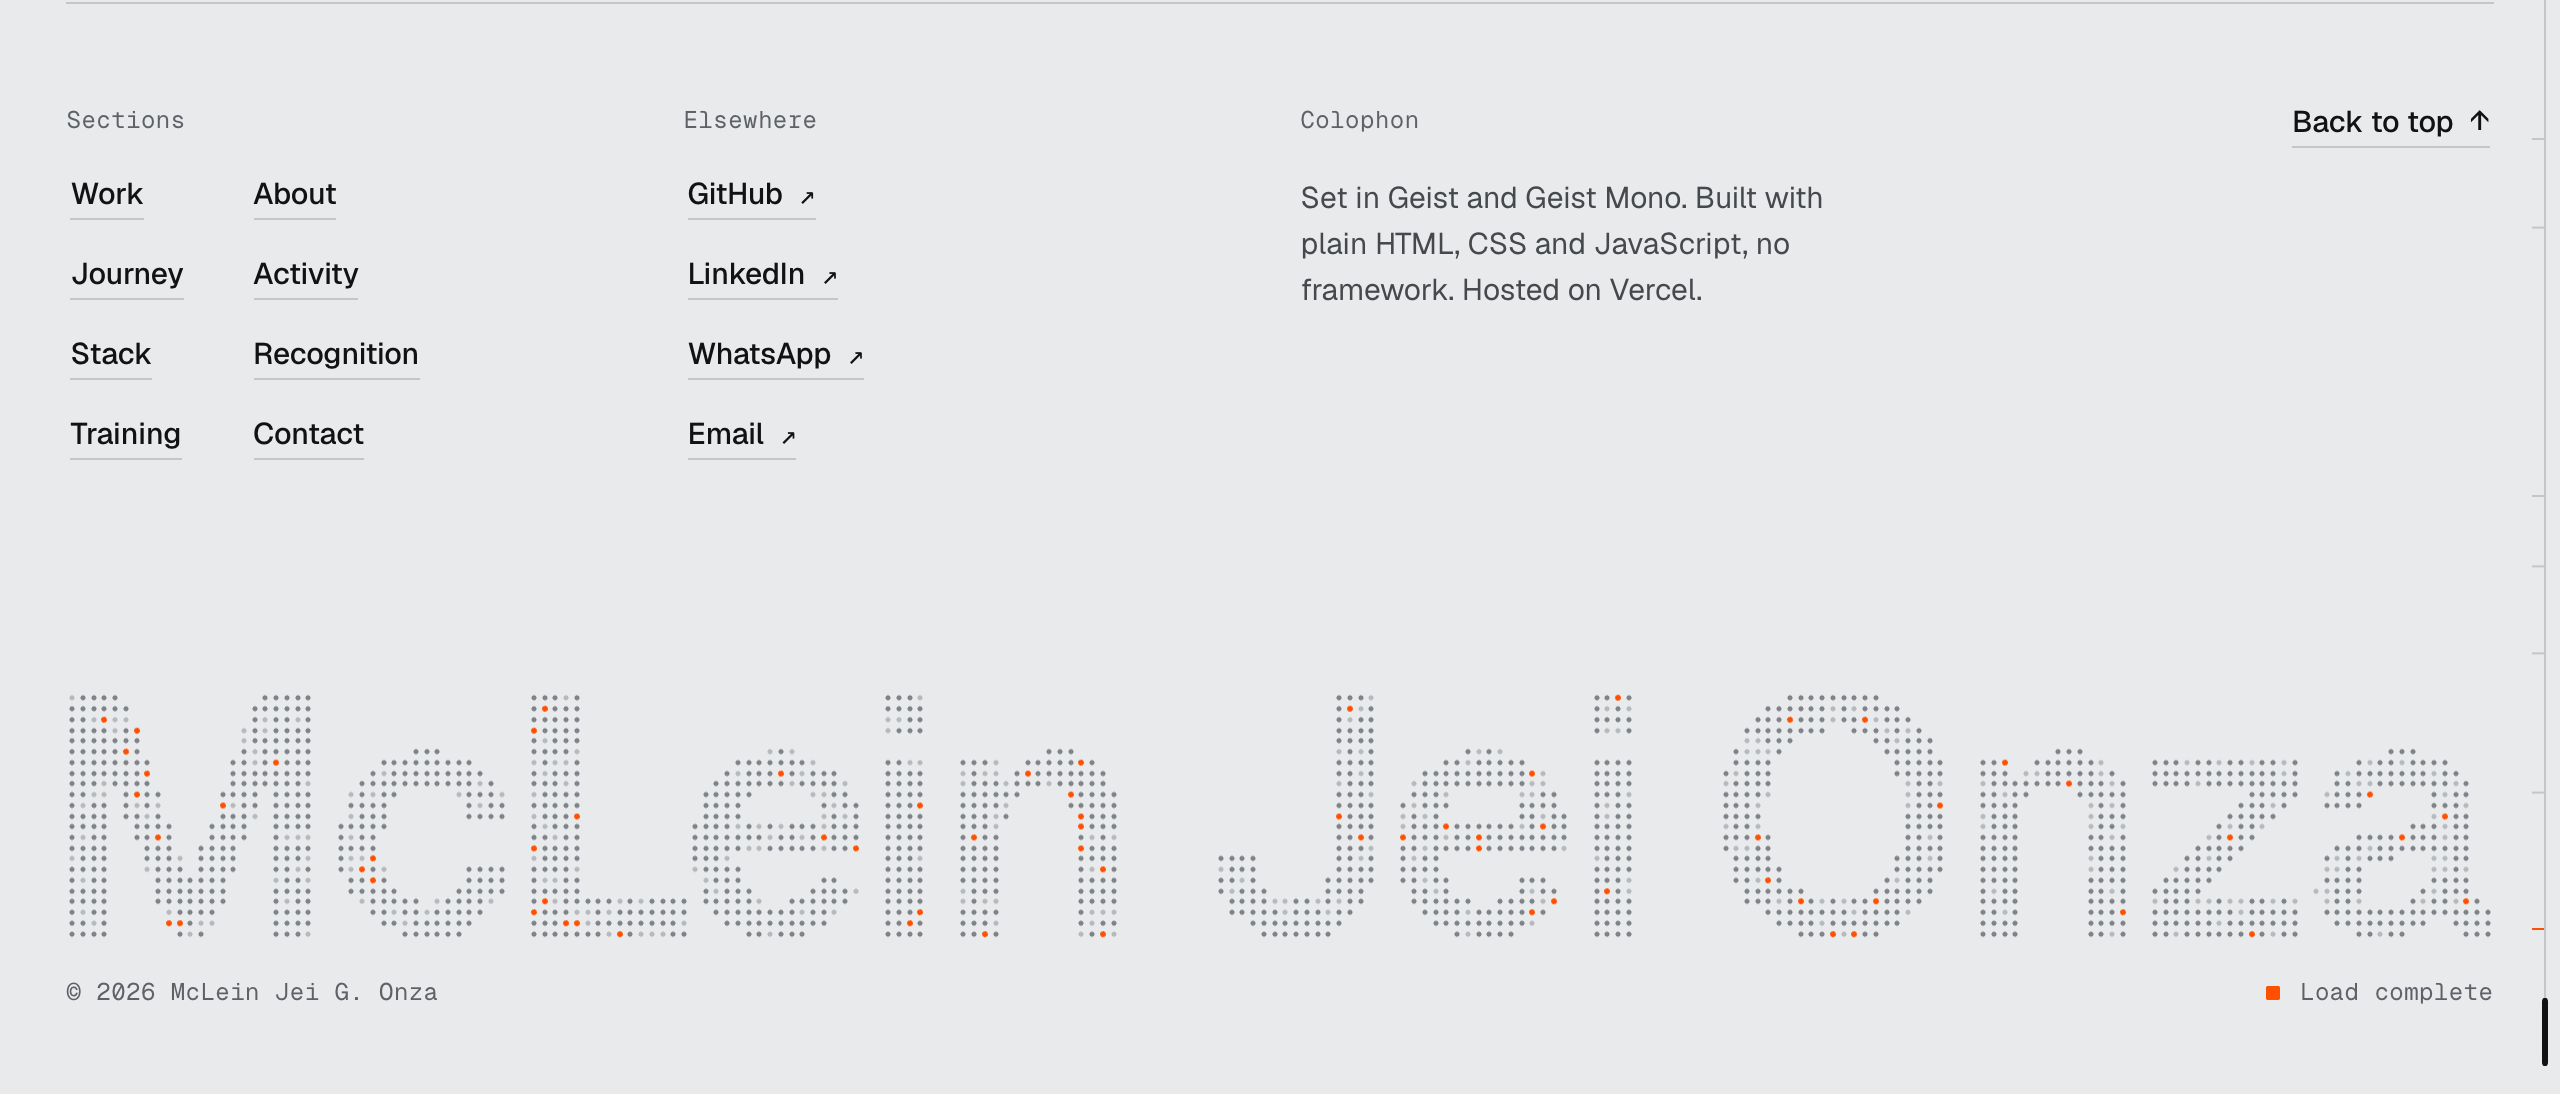 Sections
Work
About
Journey
Activity
Stack
Recognition
Training
Contact
Elsewhere
GitHub ↗
LinkedIn ↗
WhatsApp ↗
Email ↗
Colophon
Set in Geist and Geist Mono. Built with
plain HTML, CSS and JavaScript, no
framework. Hosted on Vercel.
Back to top ↑
McLein Jei Onza
© 2026 McLein Jei G. Onza
Load complete